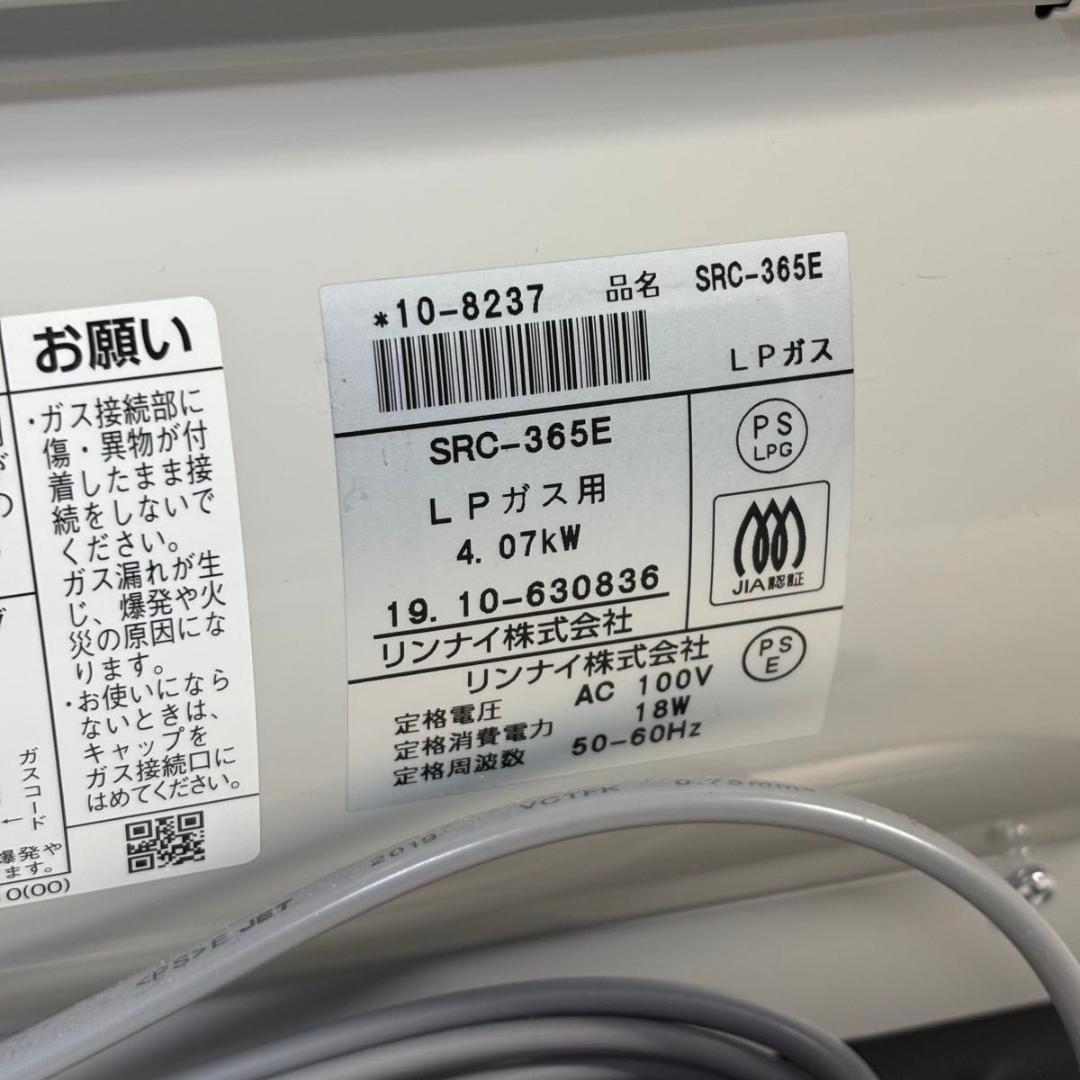 お願い
・ガス接続部に
傷・異物が付
着したまま接
続をしないで
ください。
ガス漏れが生
じ、爆発や火
災の原因にな
ります。
・お使いになら
ないときは、
キャップを
ガス接続口に
はめてください。
ガスコード
爆発や
ます。
0(00)
*10-8237 品名 SRC-365E
LPガス
SRC-365E
LPガス用
4.07kW
19.10-630836
リンナイ株式会社
PS
LPG
JIA認証
リンナイ株式会社
PS
E
定格電圧 AC 100V
定格消費電力 18W
定格周波数 50-60Hz
<PS>E JET 2019 VCTFK 0.75mm²